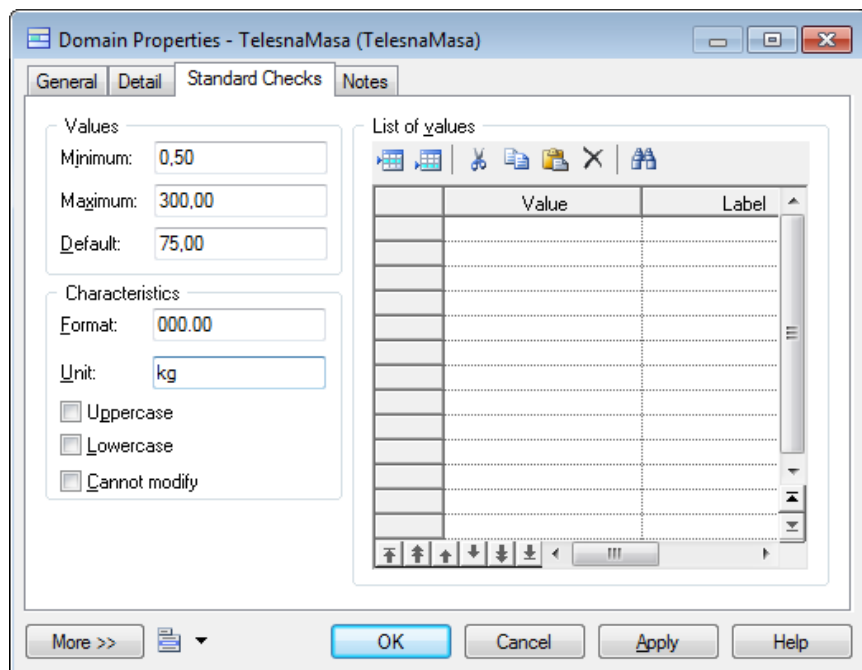 Domain Properties - TelesnaMasa (TelesnaMasa)
General Detail Standard Checks Notes
Values
Minimum: 0,50
Maximum: 300,00
Default: 75,00
Characteristics
Format: 000.00
Unit: kg
Uppercase
Lowercase
Cannot modify
List of values
Value Label
More >> OK Cancel Apply Help